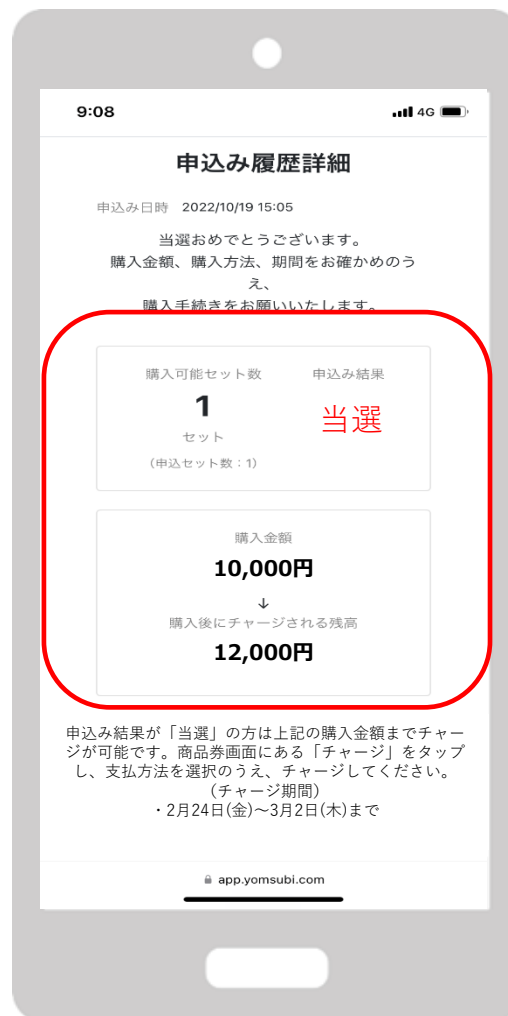 9:08
4G
申込み履歴詳細
申込み日時 2022/10/19 15:05
当選おめでとうございます。
購入金額、購入方法、期間をお確かめのう
え、
購入手続きをお願いいたします。
購入可能セット数 申込み結果
1 当選
セット
(申込セット数：1)
購入金額
10,000円
↓
購入後にチャージされる残高
12,000円
申込み結果が「当選」の方は上記の購入金額までチャー
ジが可能です。商品券画面にある「チャージ」をタップ
し、支払方法を選択のうえ、チャージしてください。
（チャージ期間）
・2月24日(金)～3月2日(木)まで
app.yomsubi.com